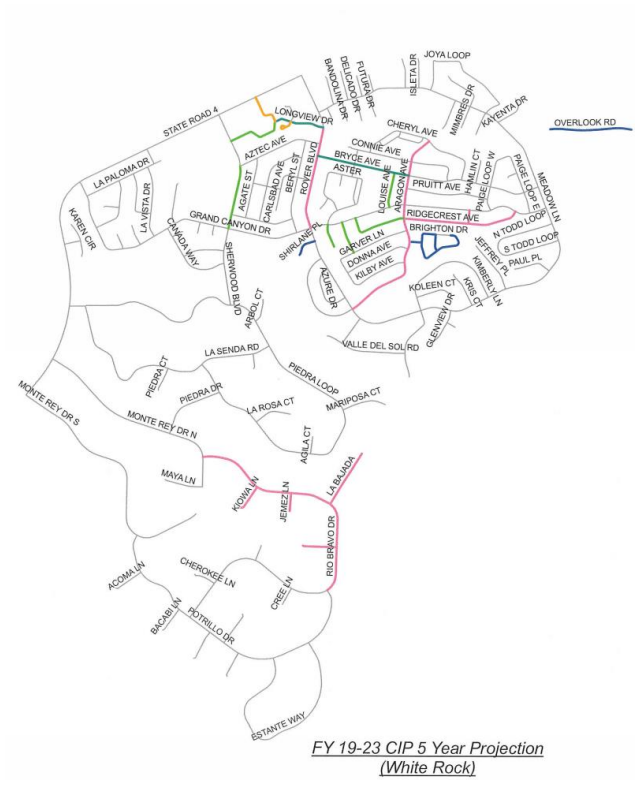 JOYA LOOP
ISLETA DR
FUTURA DR
DELICADO DR
BANDOLINA DR
MIMBRES DR
KAYENTA DR
OVERLOOK RD
STATE ROAD 4
LONGVIEW DR
CHERYL AVE
AZTEC AVE
CONNIE AVE
BRYCE AVE
ROVER BLVD
ASTER
LOUISE AVE
ARAGON AVE
PRUITT AVE
HAMLIN CT
PAIGE LOOP W
PAIGE LOOP E
MEADOW LN
LA PALOMA DR
LA VISTA DR
AGATE ST
CARLSBAD AVE
BERYL ST
KAREN CIR
CANADA WAY
GRAND CANYON DR
SHERWOOD BLVD
SHIRLANE PL
RIDGECREST AVE
BRIGHTON DR
GARVER LN
DONNA AVE
KILBY AVE
N TODD LOOP
S TODD LOOP
PAUL PL
JEFFREY PL
KIMBERLY LN
KRIS CT
KOLEEN CT
GLENVIEW DR
AZURE DR
ARBOL CT
VALLE DEL SOL RD
LA SENDA RD
PIEDRA CT
PIEDRA LOOP
PIEDRA DR
MARIPOSA CT
LA ROSA CT
AGILA CT
MONTE REY DR S
MONTE REY DR N
MAYA LN
KIOWA LN
JEMEZ LN
LA BAJADA
RIO BRAVO DR
ACOMA LN
CHEROKEE LN
CREE LN
BACABI LN
POTRILLO DR
ESTANTE WAY
FY 19-23 CIP 5 Year Projection
(White Rock)